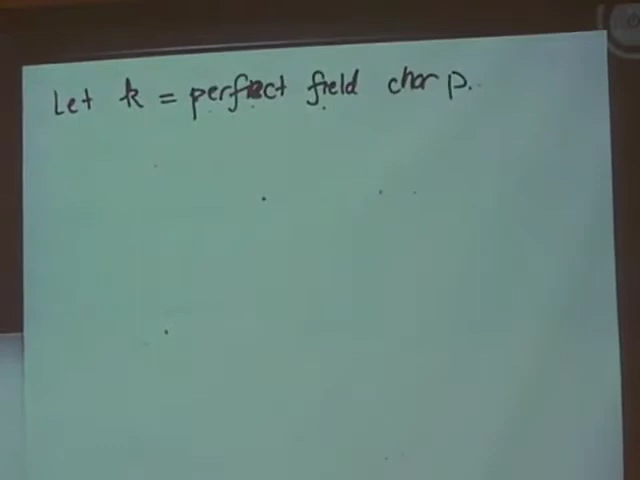 Let k = perfect field char p.